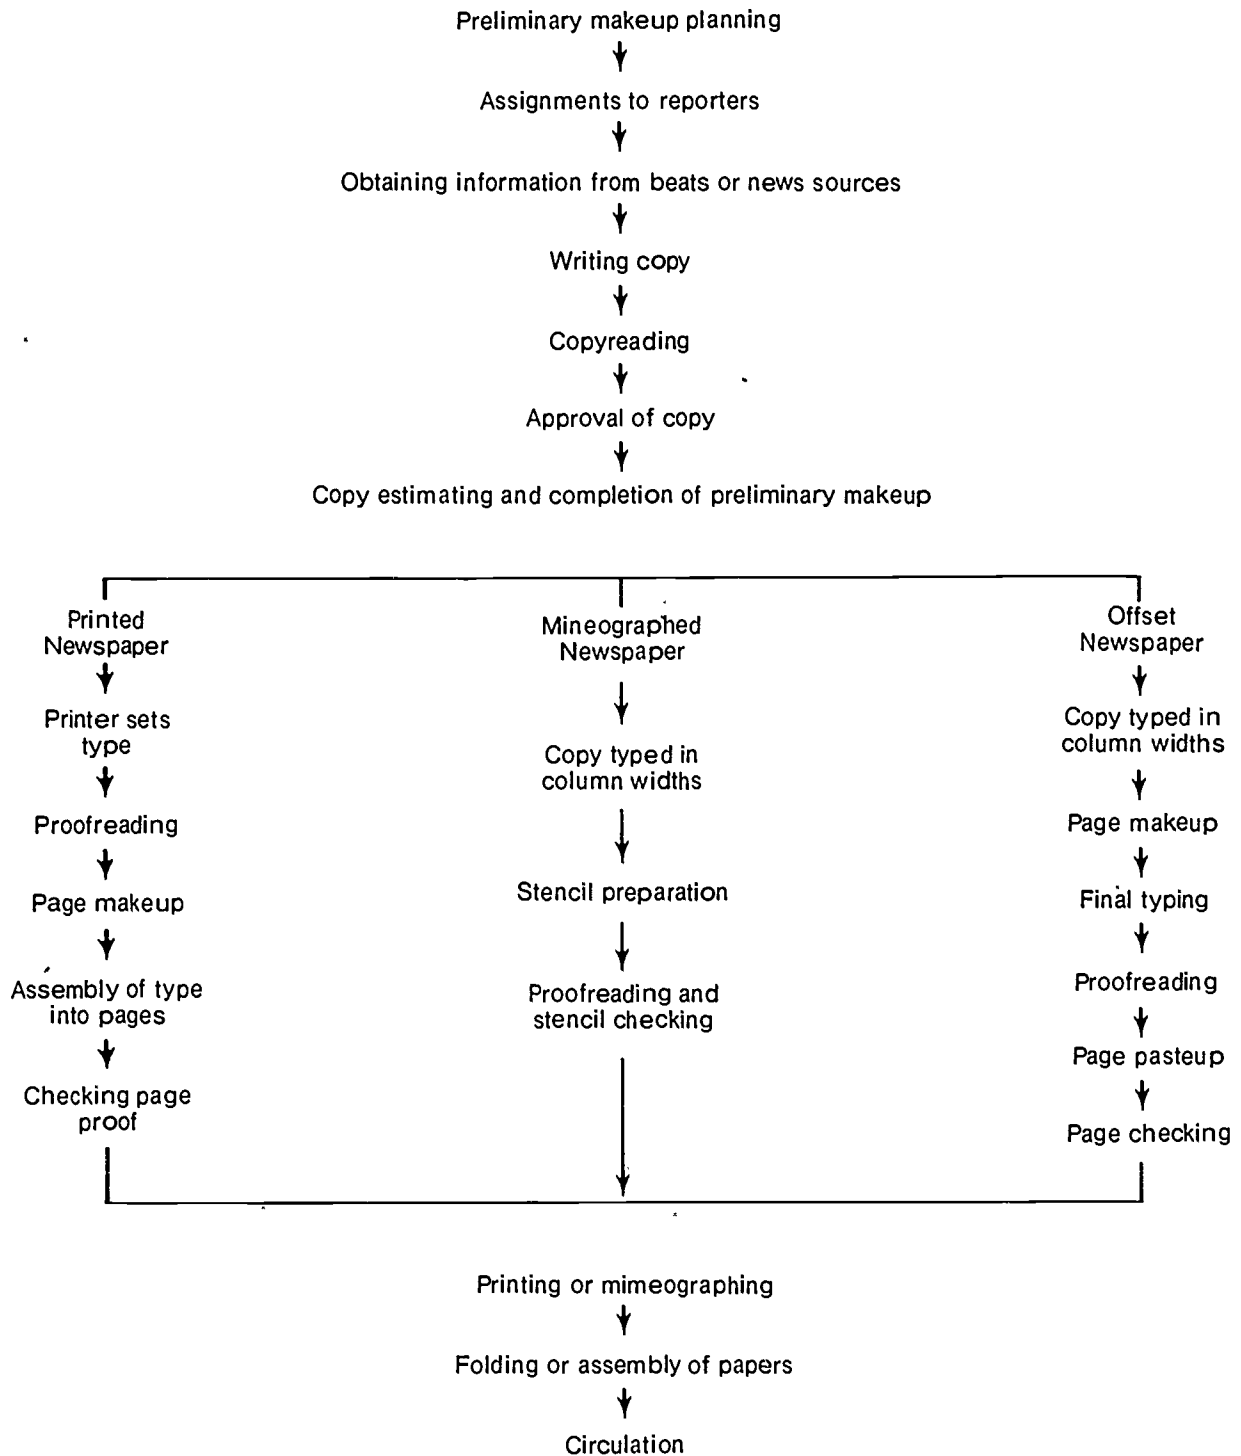 Preliminary makeup planning
Assignments to reporters
Obtaining information from beats or news sources
Writing copy
Copyreading
Approval of copy
Copy estimating and completion of preliminary makeup
Printed
Newspaper
Printer sets
type
Proofreading
Page makeup
Assembly of type
into pages
Checking page
proof
Mineographed
Newspaper
Copy typed in
column widths
Stencil preparation
Proofreading and
stencil checking
Offset
Newspaper
Copy typed in
column widths
Page makeup
Final typing
Proofreading
Page pasteup
Page checking
Printing or mimeographing
Folding or assembly of papers
Circulation